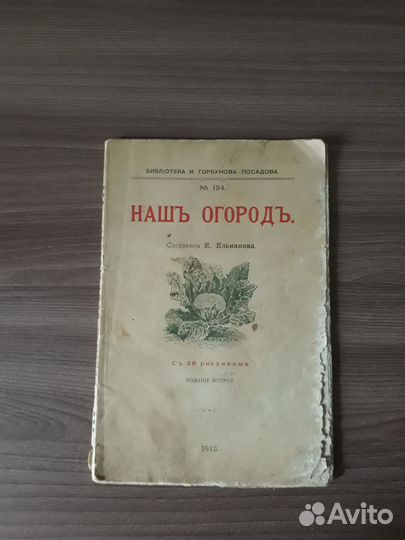 БИБЛІОТЕКА И. ГОРБУНОВА-ПОСАДОВА.
№ 124.
НАШЪ ОГОРОДЪ.
Составила Е. Ельманова.
Съ 30 рисунками.
ИЗДАНІЕ ВТОРОЕ.
1913.
Avito